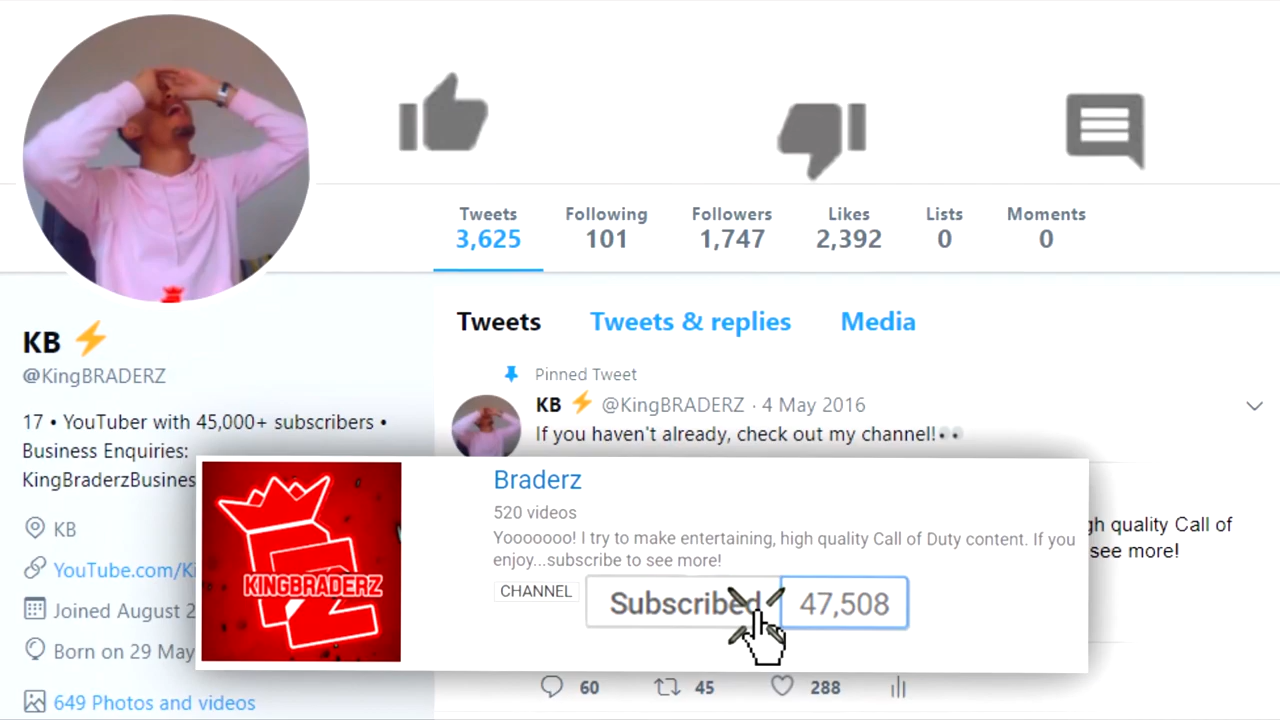 Tweets Following Followers Likes Lists Moments
3,625 101 1,747 2,392 0 0
KB ⚡
@KingBRADERZ
17 • YouTuber with 45,000+ subscribers •
Business Enquiries:
KingBraderzBusines
KB
YouTube.com/Ki
Joined August 2
Born on 29 May
649 Photos and videos
Tweets Tweets & replies Media
Pinned Tweet
KB ⚡ @KingBRADERZ · 4 May 2016
If you haven't already, check out my channel!👀
gh quality Call of
see more!
KINGBRADERZ
Braderz
520 videos
Yooooooo! I try to make entertaining, high quality Call of Duty content. If you
enjoy...subscribe to see more!
CHANNEL Subscribed 47,508
60 45 288